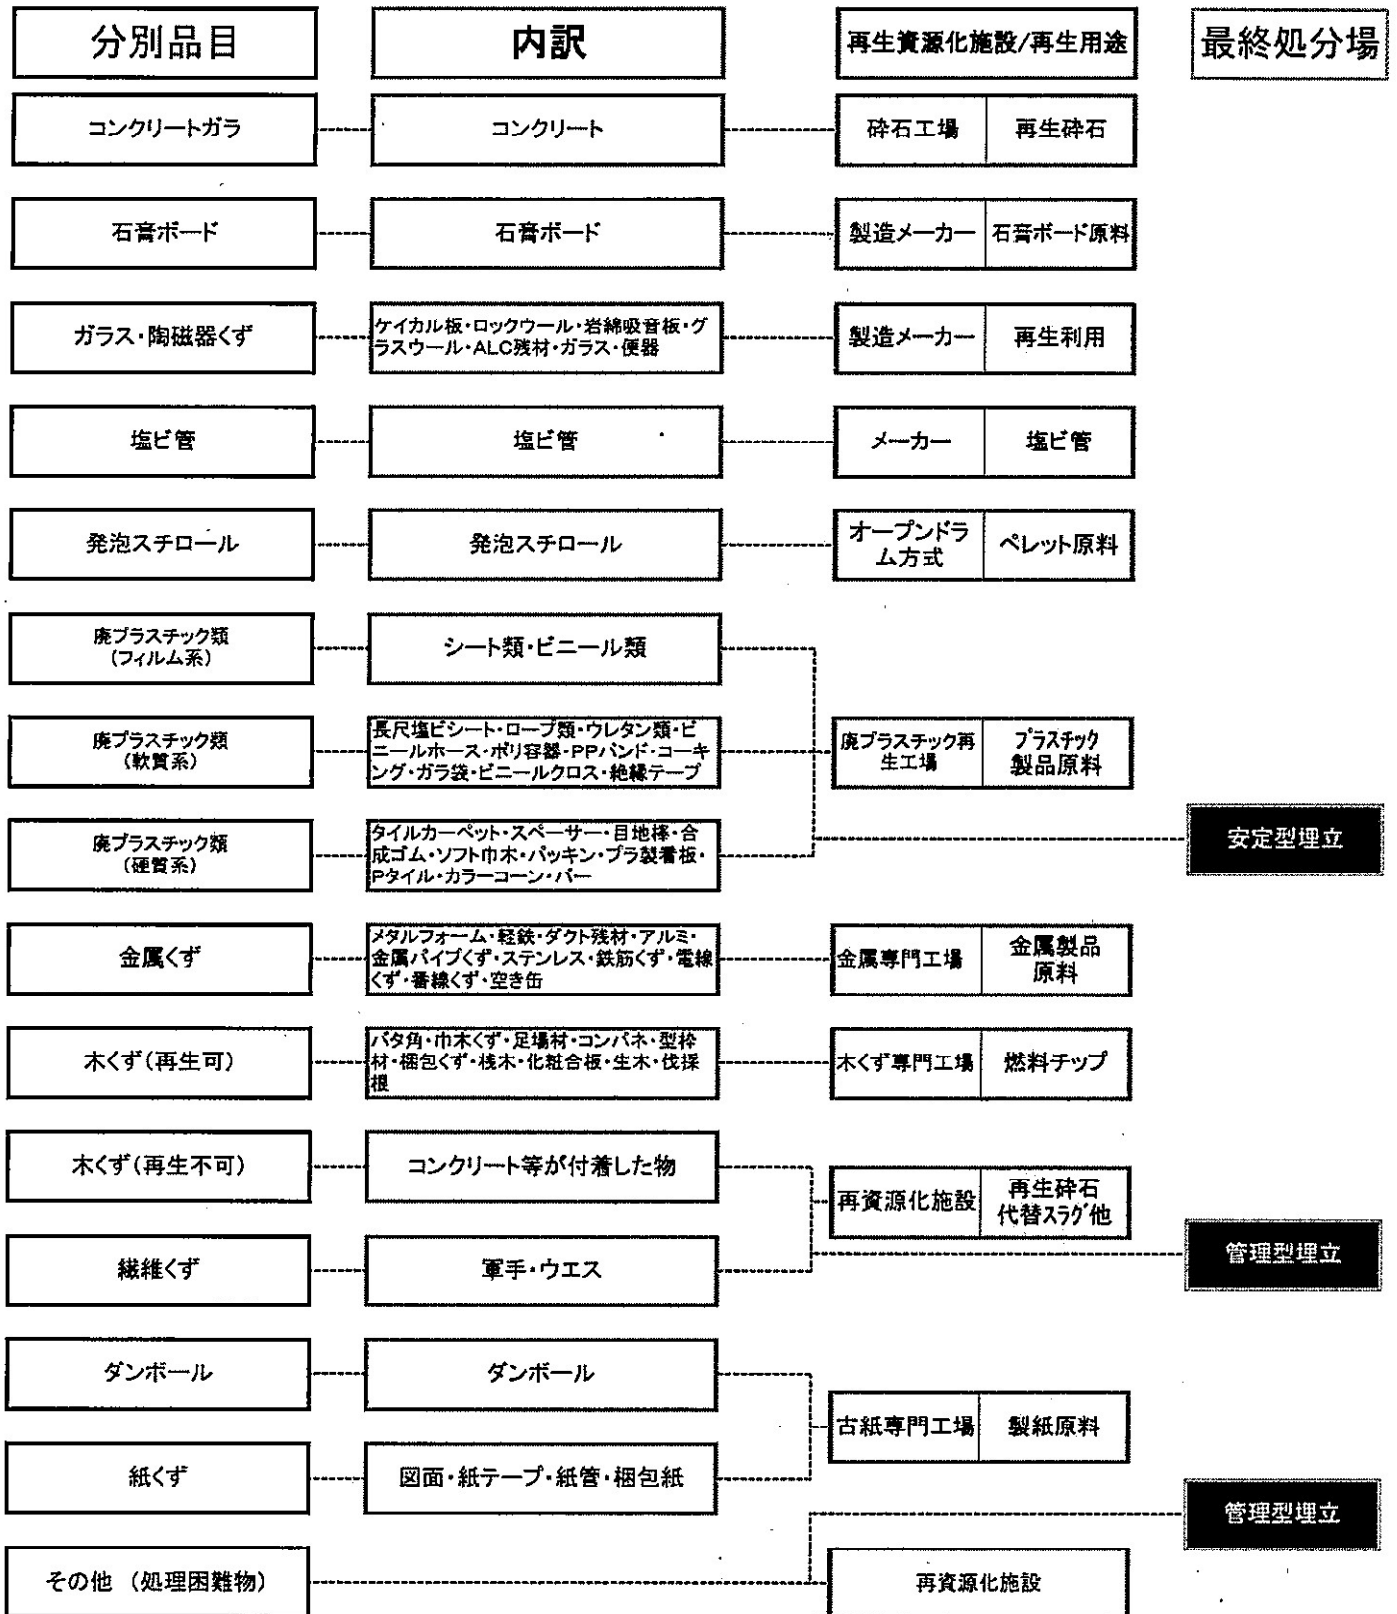 分別品目
内訳
再生資源化施設/再生用途
最終処分場
コンクリートガラ
コンクリート
砕石工場
再生砕石
石膏ボード
石膏ボード
製造メーカー
石膏ボード原料
ガラス・陶磁器くず
ケイカル板・ロックウール・岩綿吸音板・グ
ラスウール・ALC残材・ガラス・便器
製造メーカー
再生利用
塩ビ管
塩ビ管
メーカー
塩ビ管
発泡スチロール
発泡スチロール
オープンドラ
ム方式
ペレット原料
廃プラスチック類
(フィルム系)
シート類・ビニール類
廃プラスチック類
(軟質系)
長尺塩ビシート・ロープ類・ウレタン類・ビ
ニールホース・ポリ容器・PPバンド・コーキ
ング・ガラ袋・ビニールクロス・絶縁テープ
廃プラスチック再
生工場
プラスチック
製品原料
廃プラスチック類
(硬質系)
タイルカーペット・スペーサー・目地棒・合
成ゴム・ソフト巾木・パッキン・プラ製看板・
Pタイル・カラーコーン・バー
安定型埋立
金属くず
メタルフォーム・軽鉄・ダクト残材・アルミ・
金属パイプくず・ステンレス・鉄筋くず・電線
くず・番線くず・空き缶
金属専門工場
金属製品
原料
木くず(再生可)
バタ角・巾木くず・足場材・コンパネ・型枠
材・梱包くず・桟木・化粧合板・生木・伐採
根
木くず専門工場
燃料チップ
木くず(再生不可)
コンクリート等が付着した物
再資源化施設
再生砕石
代替スラグ他
繊維くず
軍手・ウエス
管理型埋立
ダンボール
ダンボール
古紙専門工場
製紙原料
紙くず
図面・紙テープ・紙管・梱包紙
管理型埋立
その他 (処理困難物)
再資源化施設